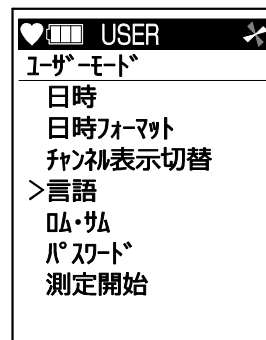 USER
ユーザーモード
日時
日時フォーマット
チャンネル表示切替
>言語
ロム・サム
パスワード
測定開始